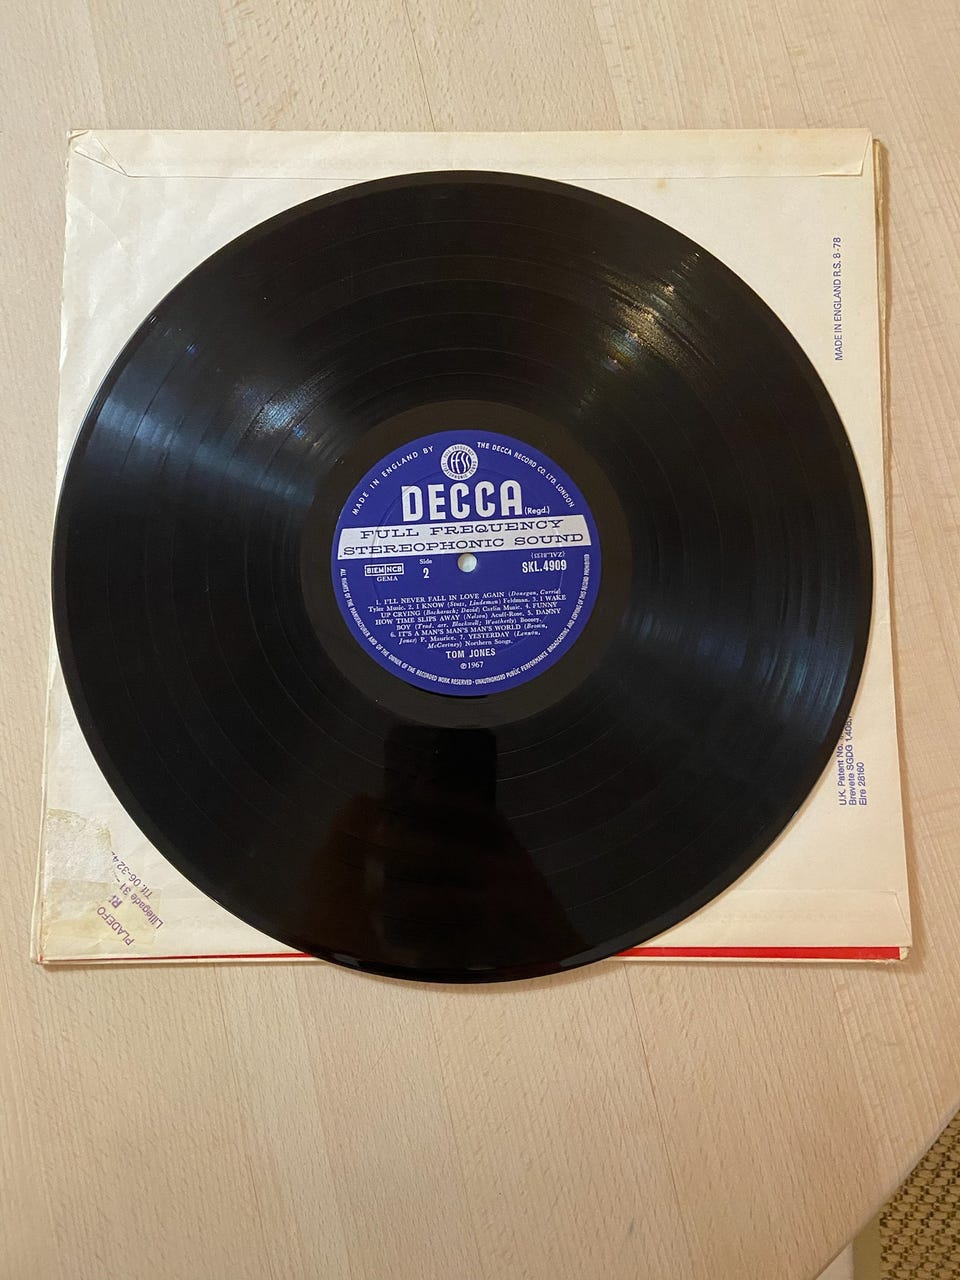 MADE IN ENGLAND BY
THE DECCA RECORD CO. LTD. LONDON
FULL FREQUENCY STEREOPHONIC SOUND
ffss
DECCA (Regd.)
FULL FREQUENCY
STEREOPHONIC SOUND
BIEM NCB
GEMA
Side
2
SKL.4909
1. I'LL NEVER FALL IN LOVE AGAIN (Donegan, Currie)
Tyler Music. 2. I KNOW (Stutz, Lindeman) Feldman. 3. I WAKE
UP CRYING (Bacharach; David) Carlin Music. 4. FUNNY
HOW TIME SLIPS AWAY (Nelson) Acuff-Rose. 5. DANNY
BOY (Trad. arr. Blackwell; Weatherly) Boosey.
6. IT'S A MAN'S MAN'S MAN'S WORLD (Brown,
Jones) P. Maurice. 7. YESTERDAY (Lennon,
McCartney) Northern Songs.
TOM JONES
℗ 1967
ALL RIGHTS OF THE MANUFACTURER AND OF THE OWNER OF THE RECORDED WORK RESERVED · UNAUTHORISED PUBLIC PERFORMANCE BROADCASTING AND COPYING OF THIS RECORD PROHIBITED
MADE IN ENGLAND R.S. 8-78
U.K. Patent No.
Brevete SGDG
Eire 28160
PLADEFO
Lillegade 31
Tlf. 06-